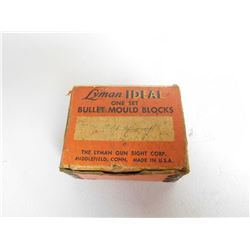 Lyman IDEAL
ONE SET
BULLET MOULD BLOCKS
THE LYMAN GUN SIGHT CORP.
MIDDLEFIELD, CONN. MADE IN U.S.A.